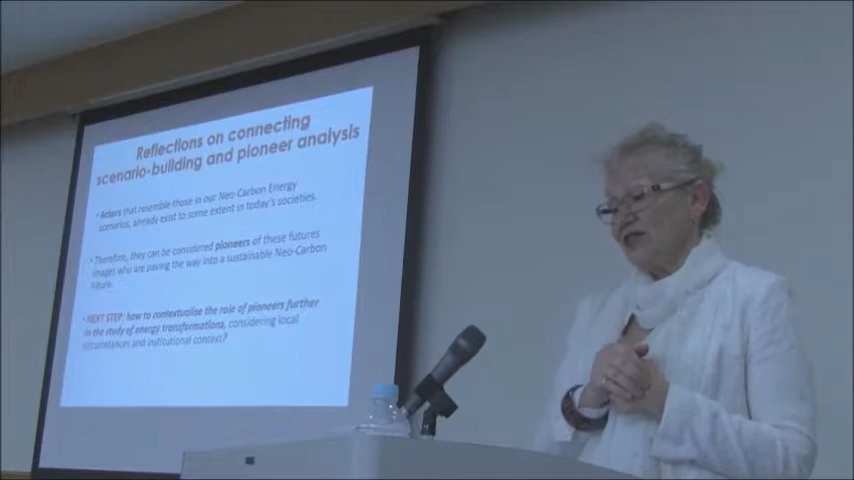 Reflections on connecting
scenario-building and pioneer analysis
• Actors that resemble those in our Neo-Carbon Energy
scenarios, already exist to some extent in today's societies.
• Therefore, they can be considered pioneers of these futures
images who are paving the way into a sustainable Neo-Carbon
Future.
• NEXT STEP: how to contextualise the role of pioneers further
in the study of energy transformations, considering local
circumstances and institutional context?